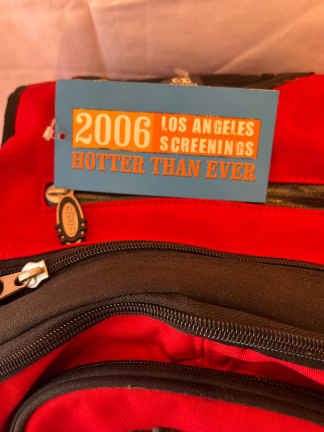 2006 LOS ANGELES
SCREENINGS
HOTTER THAN EVER